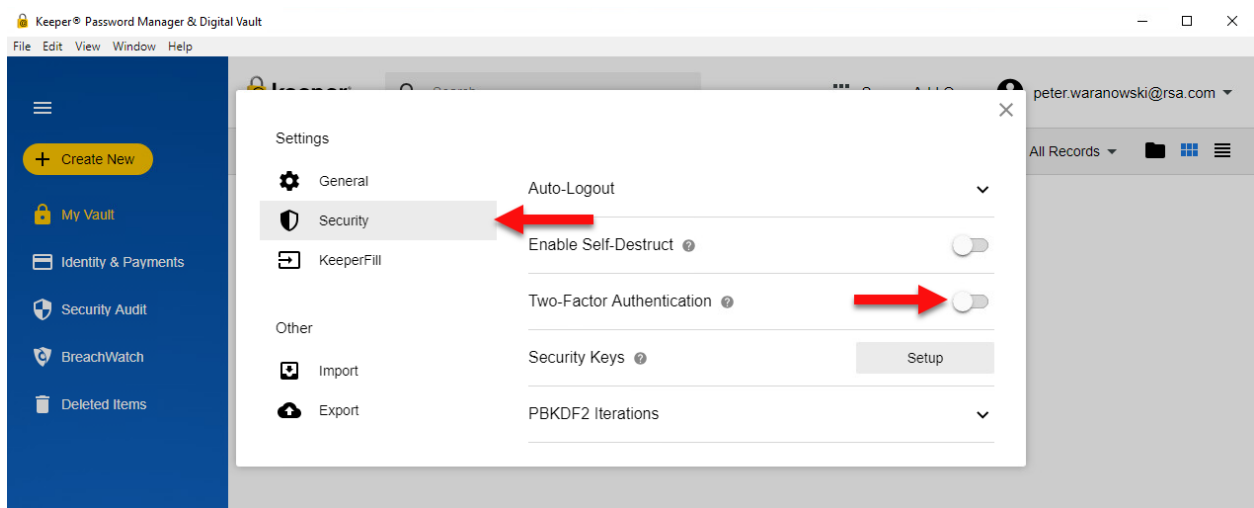 Keeper® Password Manager & Digital Vault
File Edit View Window Help
peter.waranowski@rsa.com
Create New
All Records
My Vault
Identity & Payments
Security Audit
BreachWatch
Deleted Items
Settings
General
Security
KeeperFill
Other
Import
Export
Auto-Logout
Enable Self-Destruct
Two-Factor Authentication
Security Keys
Setup
PBKDF2 Iterations